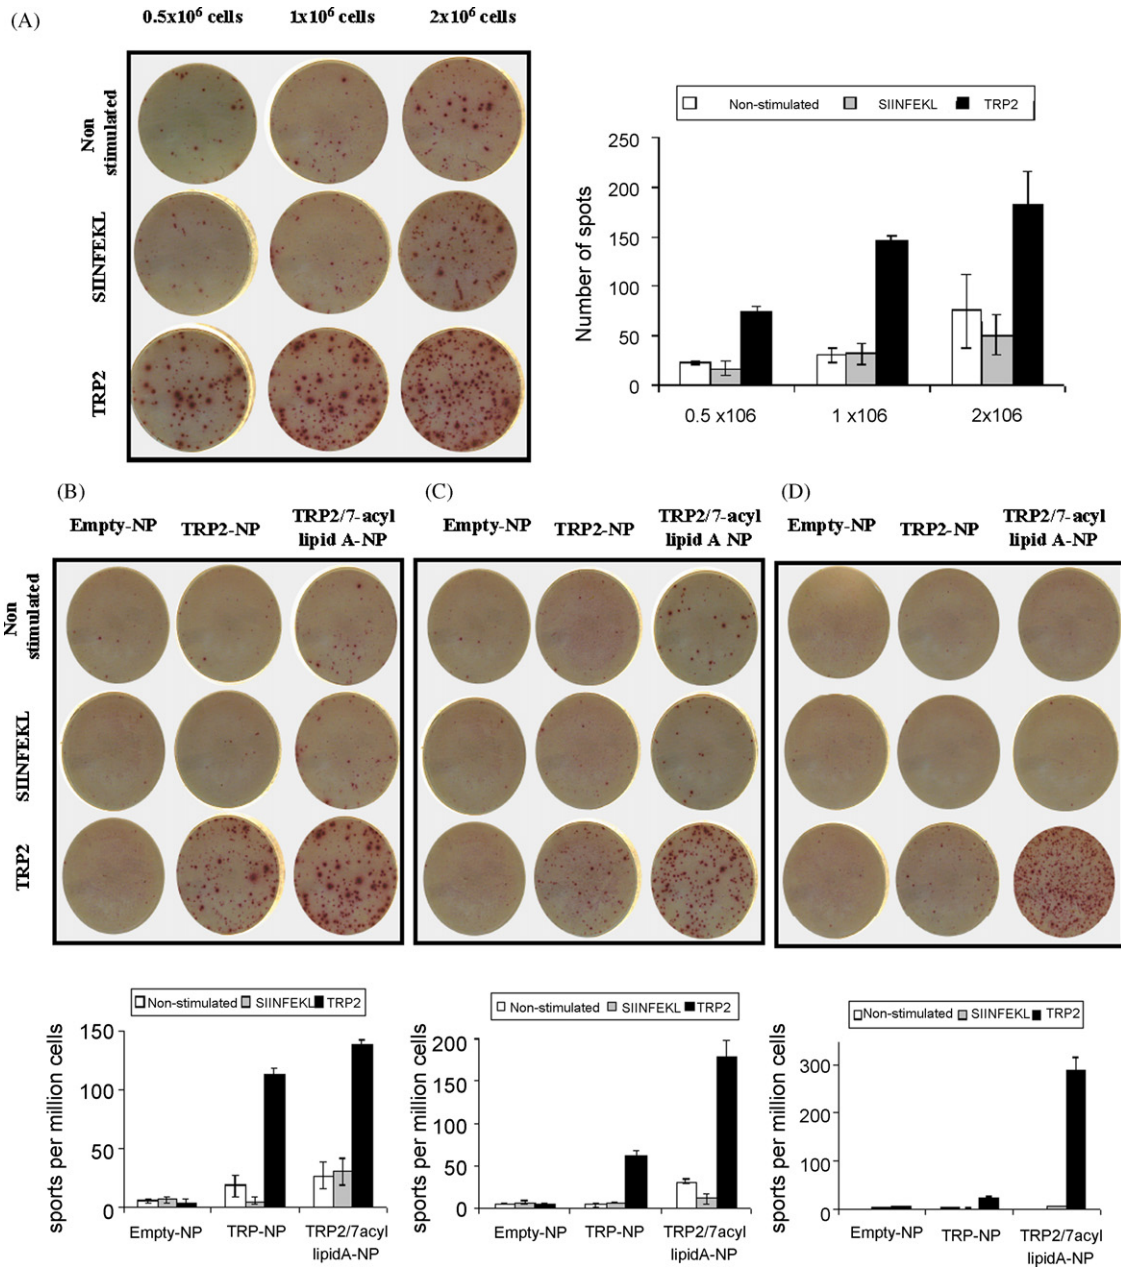 (A)
0.5x10⁶ cells 1x10⁶ cells 2x10⁶ cells
Non stimulated
SIINFEKL
TRP2
Non-stimulated SIINFEKL TRP2
Number of spots
250
200
150
100
50
0
0.5 x106 1 x106 2x106
(B)
Empty-NP TRP2-NP TRP2/7-acyl
lipid A-NP
Non stimulated
SIINFEKL
TRP2
(C)
Empty-NP TRP2-NP TRP2/7-acyl
lipid A NP
(D)
Empty-NP TRP2-NP TRP2/7-acyl
lipid A-NP
Non-stimulated SIINFEKL TRP2
sports per million cells
150
100
50
0
Empty-NP TRP-NP TRP2/7acyl
lipidA-NP
Non-stimulated SIINFEKL TRP2
sports per million cells
200
150
100
50
0
Empty-NP TRP-NP TRP2/7acyl
lipidA-NP
Non-stimulated SIINFEKL TRP2
sports per million cells
300
200
300
0
Empty-NP TRP-NP TRP2/7acyl
lipidA-NP